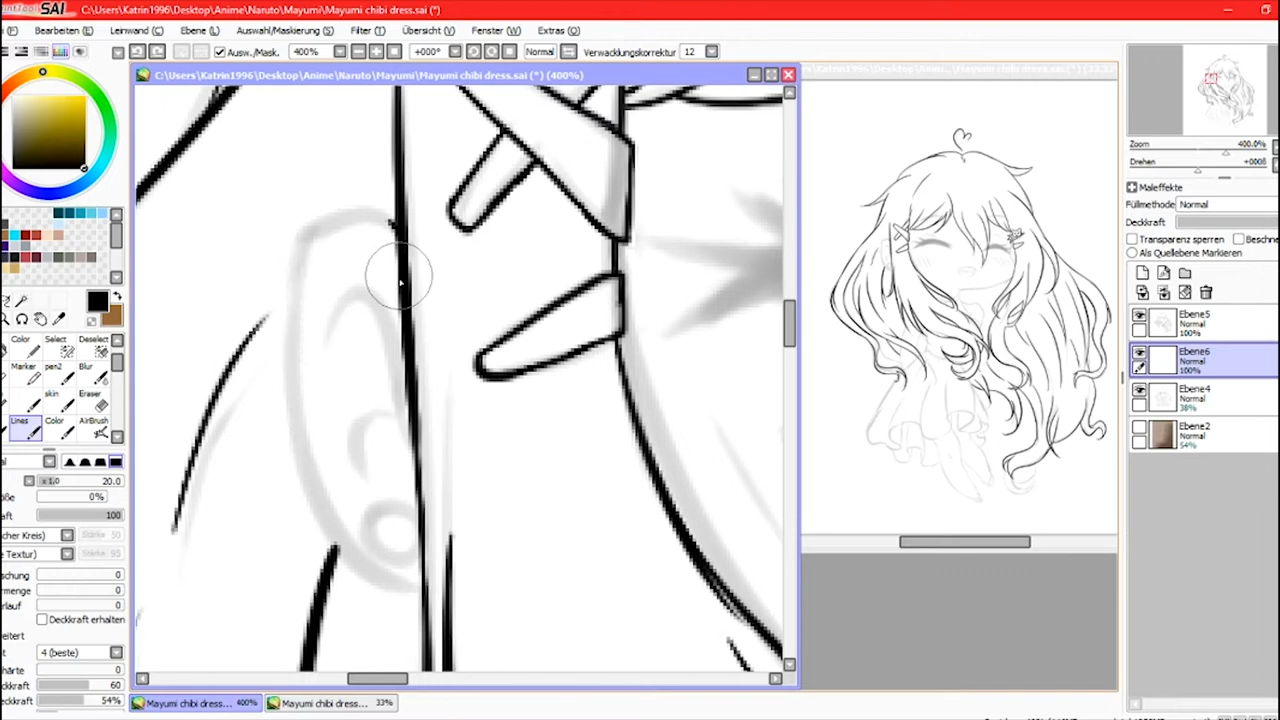 SAI C:\Users\Katrin1996\Desktop\Anime\Naruto\Mayumi\Mayumi chibi dress.sai (*)
(F) Bearbeiten (E) Leinwand (C) Ebene (L) Auswahl/Maskierung (S) Filter (T) Übersicht (V) Fenster (W) Extras (O)
Ausw./Mask. 400% +000° Normal Verwacklungskorrektur 12
C:\Users\Katrin1996\Desktop\Anime\Naruto\Mayumi\Mayumi chibi dress.sai (*) (400%)
Zoom 400.0%
Drehen
Maleffekte
Füllmethode Normal
Deckkraft
Transparenz sperren
Als Quellebene Markieren
Ebene5
Normal
100%
Ebene6
Normal
100%
Ebene4
Normal
38%
Ebene2
Normal
54%
Color Select Deselect
Marker pen2 Blur
skin Eraser
Lines Color AirBrush
x 1.0 20.0
0%
100
0
0
0
Deckkraft erhalten
4 (beste)
0
60
54%
Mayumi chibi dress... 400% Mayumi chibi dress... 33%